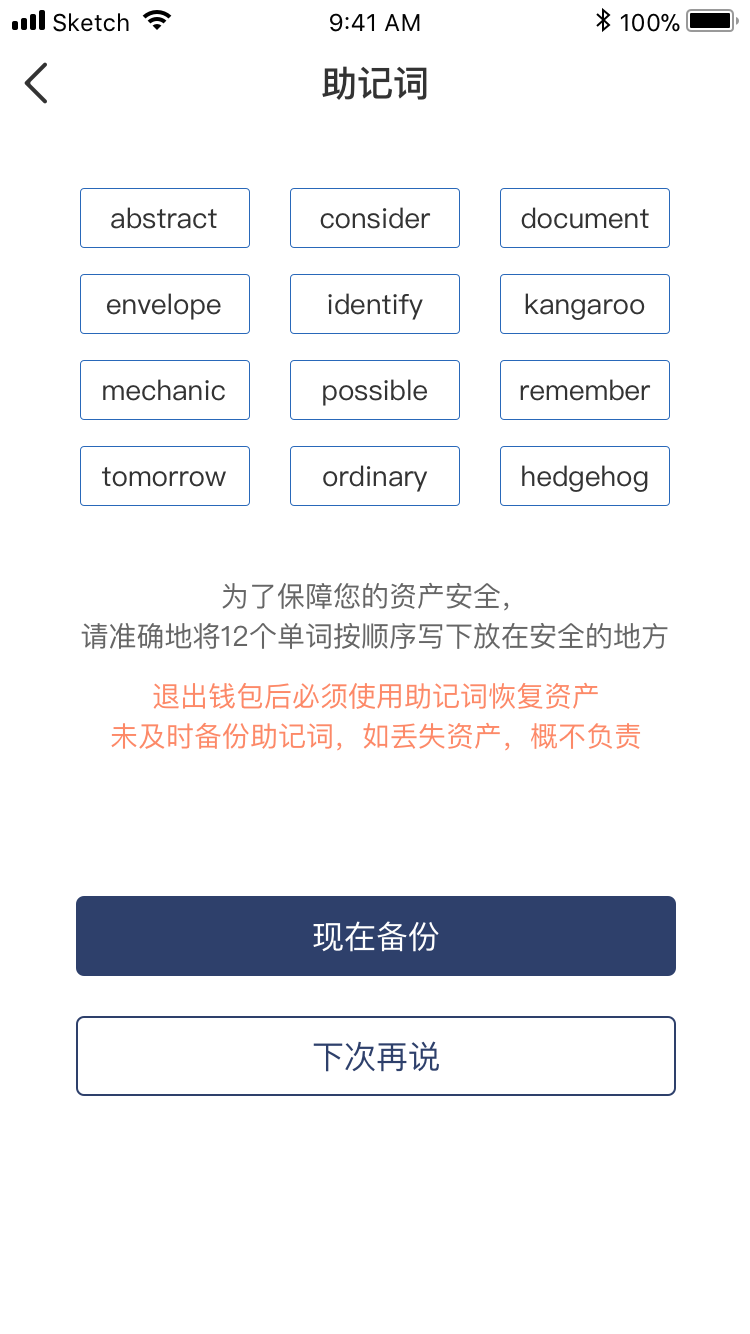 Sketch 9:41 AM 100%
助记词
abstract consider document
envelope identify kangaroo
mechanic possible remember
tomorrow ordinary hedgehog
为了保障您的资产安全，
请准确地将12个单词按顺序写下放在安全的地方
退出钱包后必须使用助记词恢复资产
未及时备份助记词，如丢失资产，概不负责
现在备份
下次再说